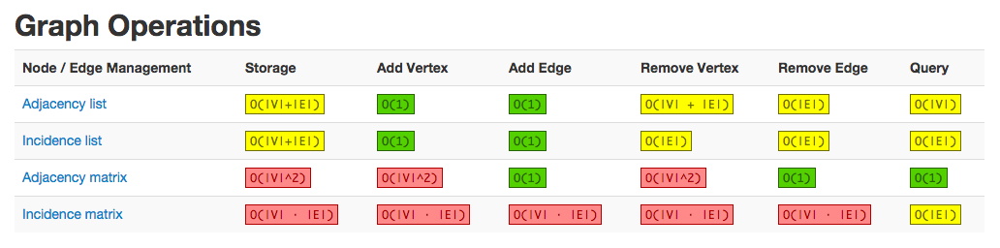 Graph Operations
Node / Edge Management Storage Add Vertex Add Edge Remove Vertex Remove Edge Query
Adjacency list O(|V|+|E|) O(1) O(1) O(|V| + |E|) O(|E|) O(|V|)
Incidence list O(|V|+|E|) O(1) O(1) O(|E|) O(|E|) O(|E|)
Adjacency matrix O(|V|^2) O(|V|^2) O(1) O(|V|^2) O(1) O(1)
Incidence matrix O(|V| · |E|) O(|V| · |E|) O(|V| · |E|) O(|V| · |E|) O(|V| · |E|) O(|E|)